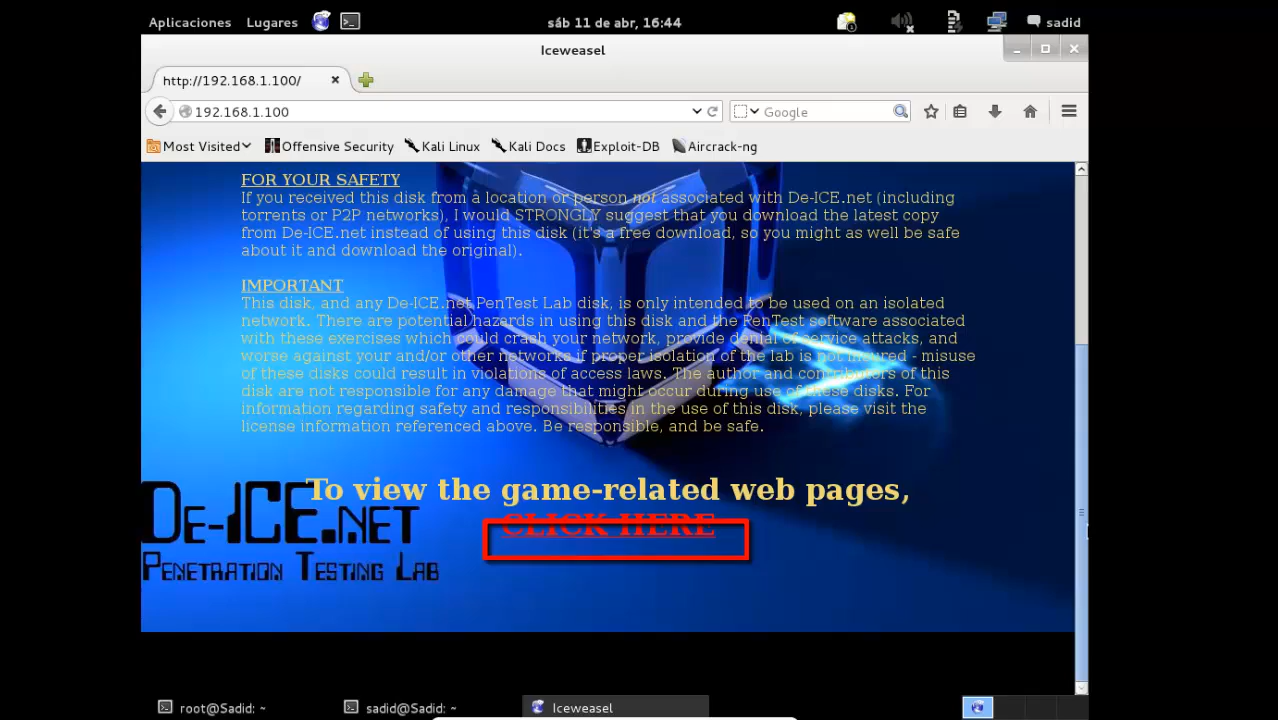 Aplicaciones Lugares sáb 11 de abr, 16:44 sadid
Iceweasel
http://192.168.1.100/
192.168.1.100 Google
Most Visited Offensive Security Kali Linux Kali Docs Exploit-DB Aircrack-ng
FOR YOUR SAFETY
If you received this disk from a location or person not associated with De-ICE.net (including
torrents or P2P networks), I would STRONGLY suggest that you download the latest copy
from De-ICE.net instead of using this disk (it's a free download, so you might as well be safe
about it and download the original).
IMPORTANT
This disk, and any De-ICE.net PenTest Lab disk, is only intended to be used on an isolated
network. There are potential hazards in using this disk and the PenTest software associated
with these exercises which could crash your network, provide denial of service attacks, and
worse against your and/or other networks if proper isolation of the lab is not insured - misuse
of these disks could result in violations of access laws. The author and contributors of this
disk are not responsible for any damage that might occur during use of these disks. For
information regarding safety and responsibilities in the use of this disk, please visit the
license information referenced above. Be responsible, and be safe.
To view the game-related web pages,
CLICK HERE
De-ICE.net
Penetration Testing Lab
root@Sadid: ~ sadid@Sadid: ~ Iceweasel